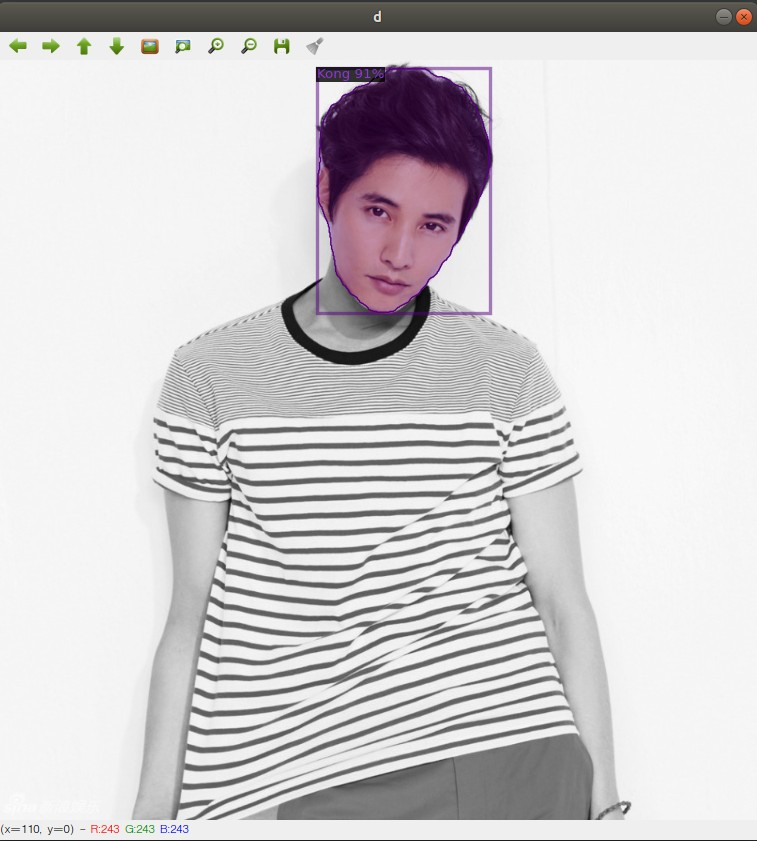 d
Kong 91%
(x=110, y=0) ~ R:243 G:243 B:243